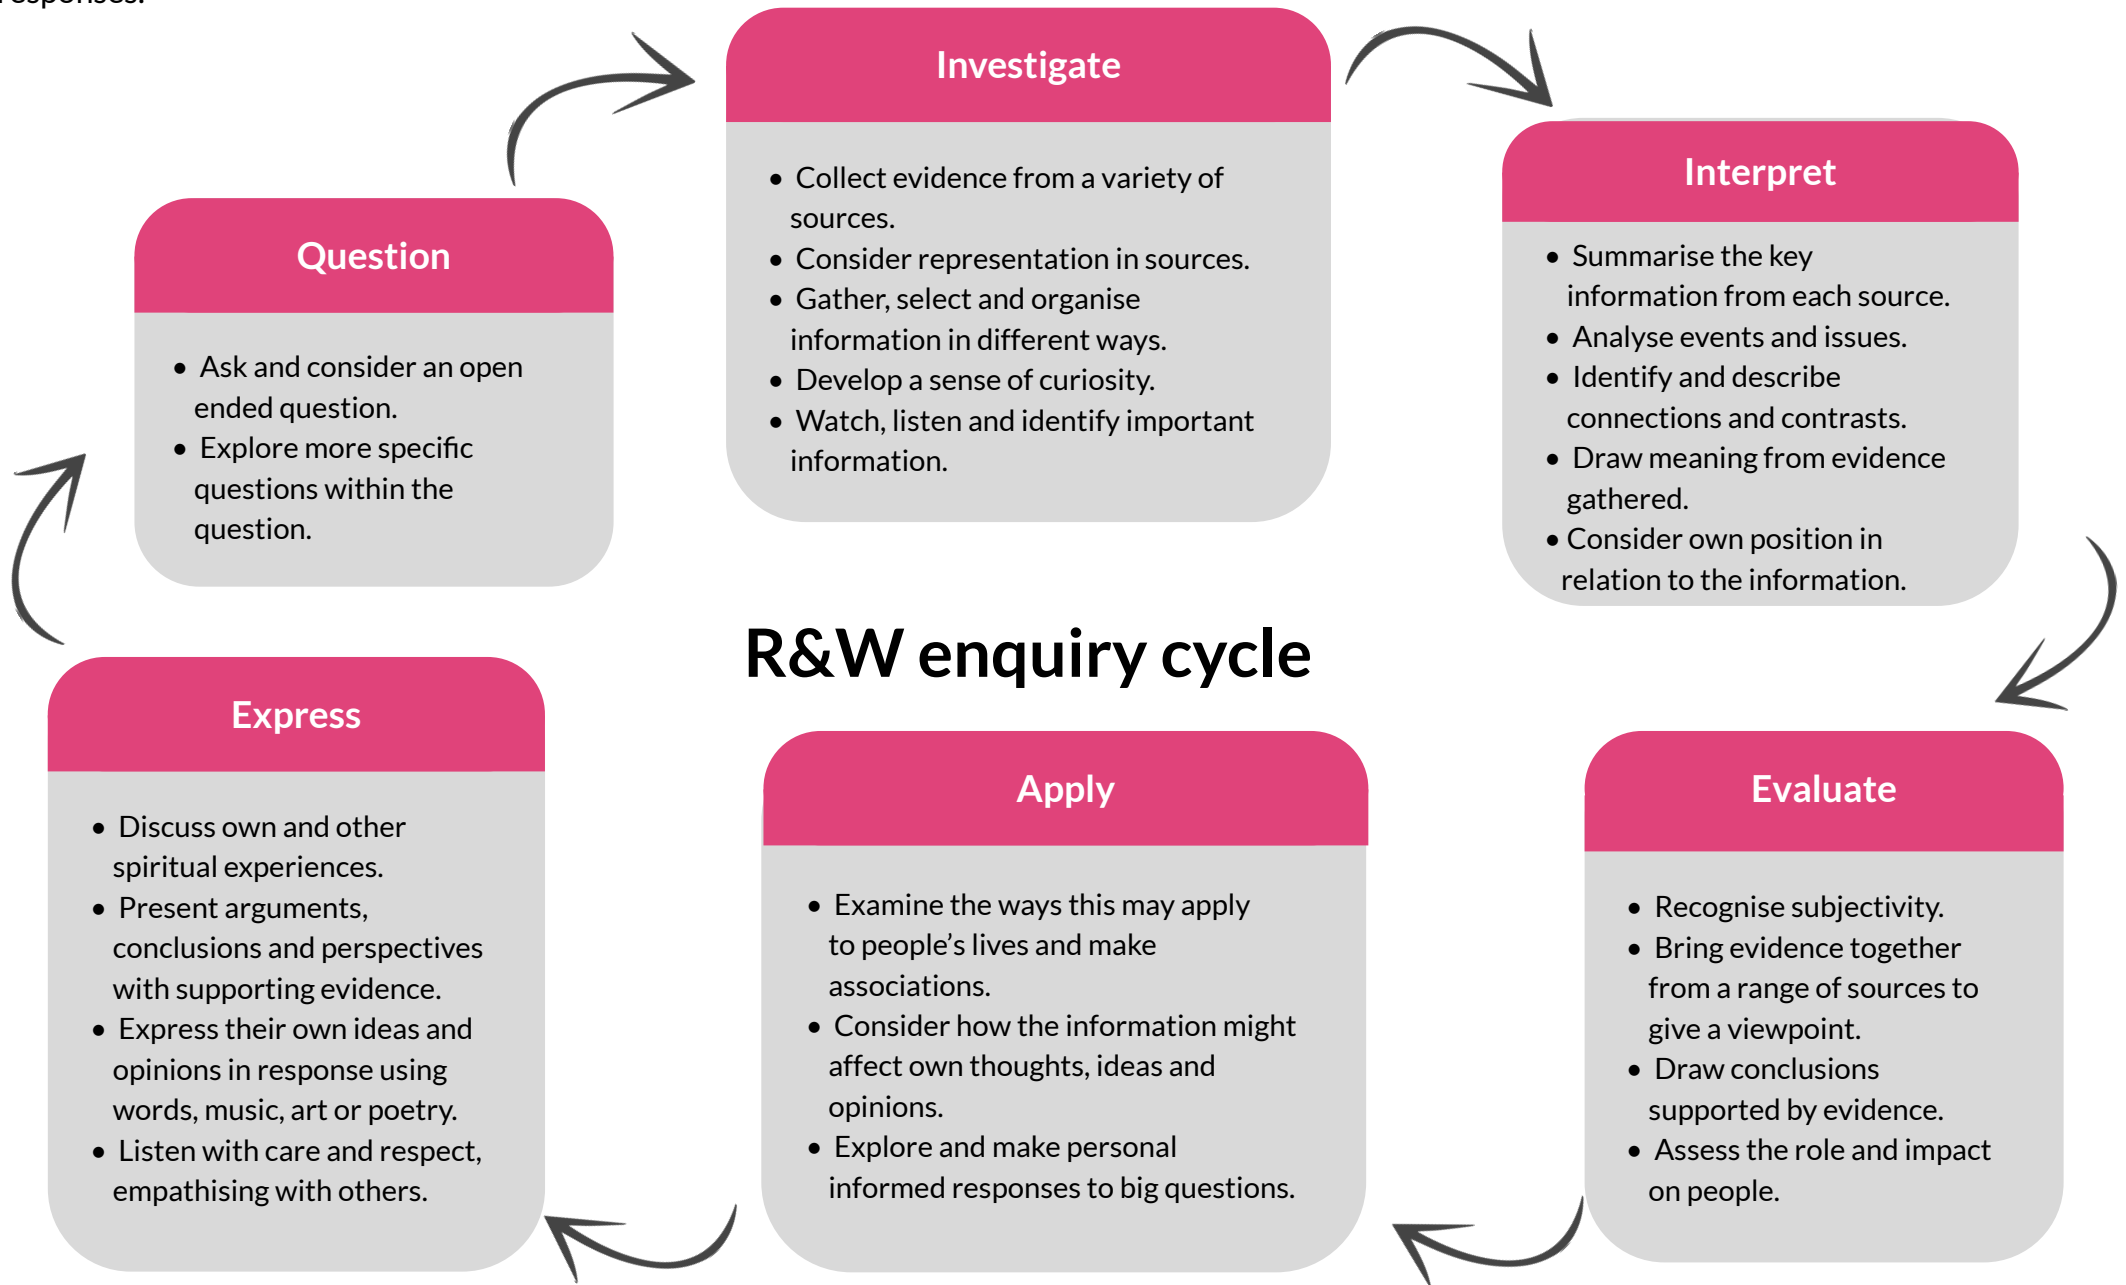 responses.
Investigate
• Collect evidence from a variety of
sources.
• Consider representation in sources.
• Gather, select and organise
information in different ways.
• Develop a sense of curiosity.
• Watch, listen and identify important
information.
Interpret
• Summarise the key
information from each source.
• Analyse events and issues.
• Identify and describe
connections and contrasts.
• Draw meaning from evidence
gathered.
• Consider own position in
relation to the information.
Question
• Ask and consider an open
ended question.
• Explore more specific
questions within the
question.
R&W enquiry cycle
Express
• Discuss own and other
spiritual experiences.
• Present arguments,
conclusions and perspectives
with supporting evidence.
• Express their own ideas and
opinions in response using
words, music, art or poetry.
• Listen with care and respect,
empathising with others.
Apply
• Examine the ways this may apply
to people's lives and make
associations.
• Consider how the information might
affect own thoughts, ideas and
opinions.
• Explore and make personal
informed responses to big questions.
Evaluate
• Recognise subjectivity.
• Bring evidence together
from a range of sources to
give a viewpoint.
• Draw conclusions
supported by evidence.
• Assess the role and impact
on people.